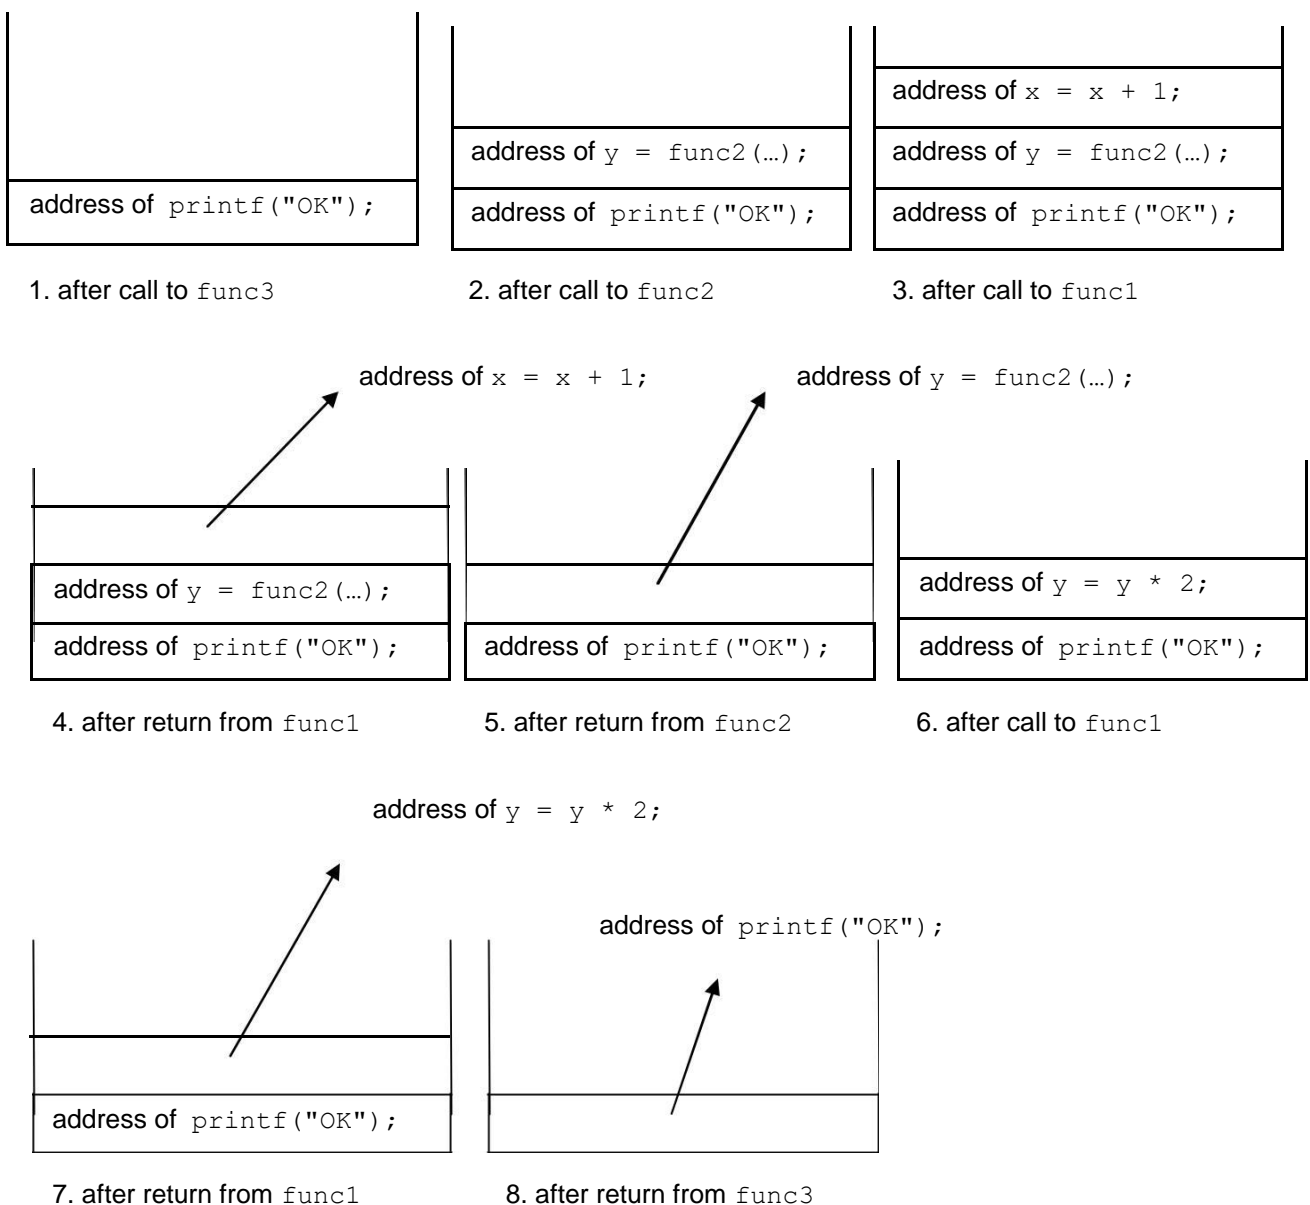 address of x = x + 1;
address of y = func2(…);
address of y = func2(…);
address of printf("OK");
address of printf("OK");
address of printf("OK");
1. after call to func3
2. after call to func2
3. after call to func1
address of x = x + 1;
address of y = func2(…);
address of y = func2(…);
address of y = y * 2;
address of printf("OK");
address of printf("OK");
address of printf("OK");
4. after return from func1
5. after return from func2
6. after call to func1
address of y = y * 2;
address of printf("OK");
address of printf("OK");
7. after return from func1
8. after return from func3